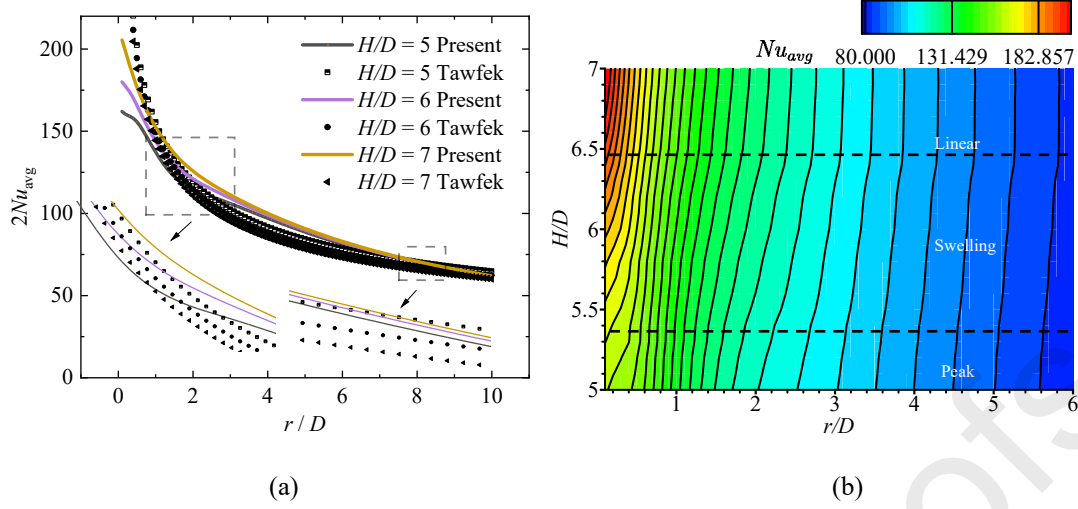 200
150
100
50
0
2Nu_avg
H/D = 5 Present
H/D = 5 Tawfek
H/D = 6 Present
H/D = 6 Tawfek
H/D = 7 Present
H/D = 7 Tawfek
0 2 4 6 8 10
r / D
(a)
Nu_avg 80.000 131.429 182.857
7
6.5
6
5.5
5
H/D
Linear
Swelling
Peak
1 2 3 4 5 6
r/D
(b)
ofs